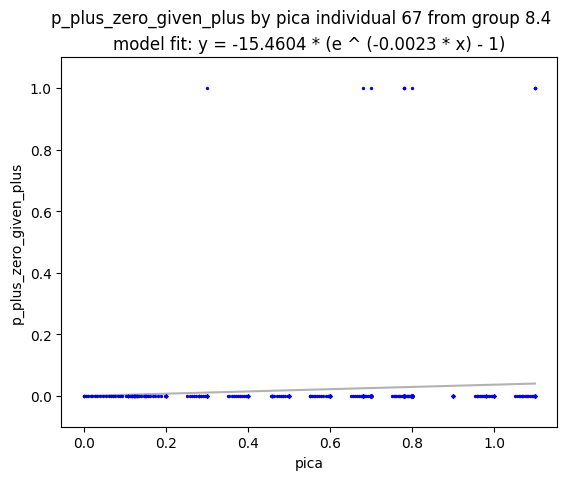 p_plus_zero_given_plus by pica individual 67 from group 8.4
model fit: y = -15.4604 * (e ^ (-0.0023 * x) - 1)
1.0
0.8
0.6
0.4
0.2
0.0
p_plus_zero_given_plus
0.0 0.2 0.4 0.6 0.8 1.0
pica